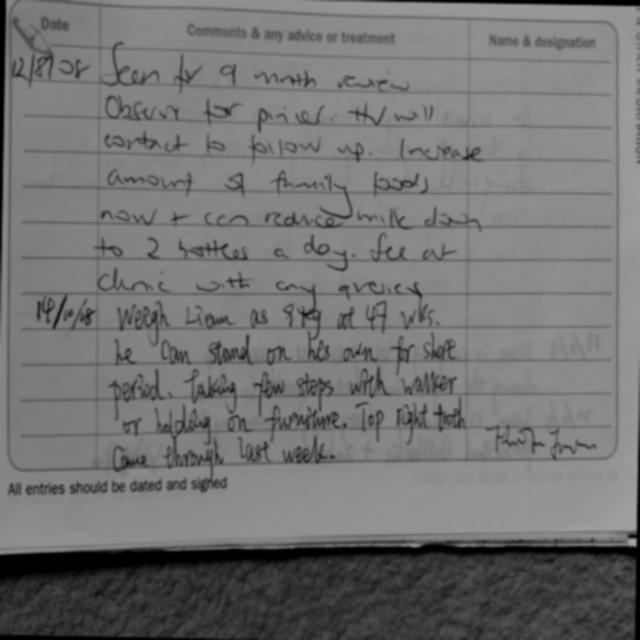 Date Comments & any advice or treatment Name & designation
12/8/08 Seen for 9 month review
Observe for HV will
contact to follow up. Increase
amount of family foods
now + can reduce milk down
to 2 bottles a day. See at
clinic with any queries
14/10/08 Weigh Liam as 9 kg at 47 wks.
he can stand on his own for shore
period. Taking few steps with walker
or holding on furniture. Top right tooth
Came through last week.
All entries should be dated and signed